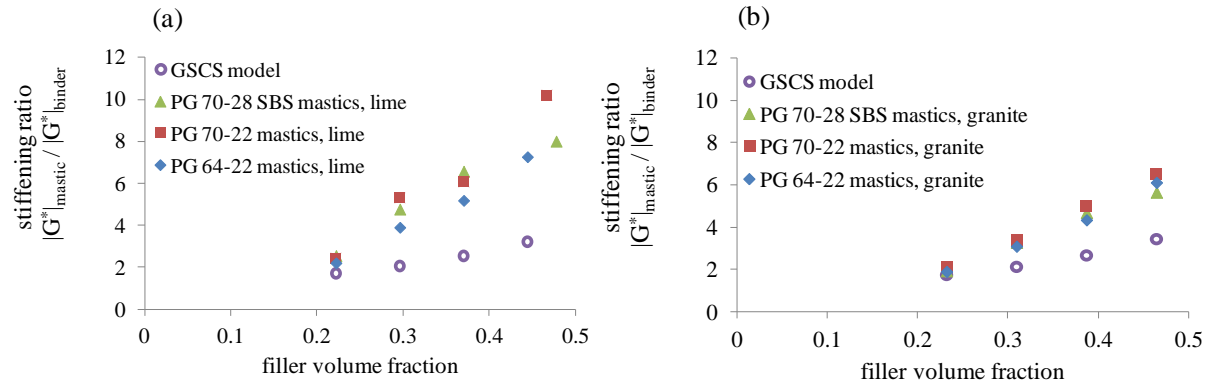 (a)
stiffening ratio
|G*|mastic / |G*|binder
12
10
8
6
4
2
0
GSCS model
PG 70-28 SBS mastics, lime
PG 70-22 mastics, lime
PG 64-22 mastics, lime
0 0.1 0.2 0.3 0.4 0.5
filler volume fraction
(b)
stiffening ratio
|G*|mastic / |G*|binder
12
10
8
6
4
2
0
GSCS model
PG 70-28 SBS mastics, granite
PG 70-22 mastics, granite
PG 64-22 mastics, granite
0 0.1 0.2 0.3 0.4 0.5
filler volume fraction